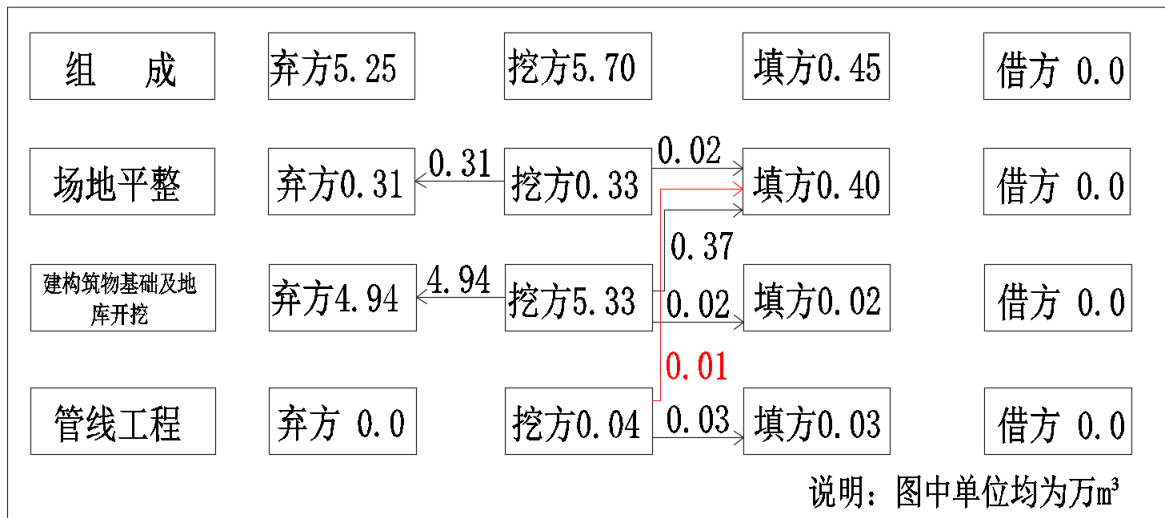 组 成
弃方5.25
挖方5.70
填方0.45
借方 0.0
场地平整
弃方0.31
0.31
挖方0.33
0.02
填方0.40
借方 0.0
0.37
建构筑物基础及地
库开挖
弃方4.94
4.94
挖方5.33
0.02
填方0.02
借方 0.0
0.01
管线工程
弃方 0.0
挖方0.04
0.03
填方0.03
借方 0.0
说明：图中单位均为万m³